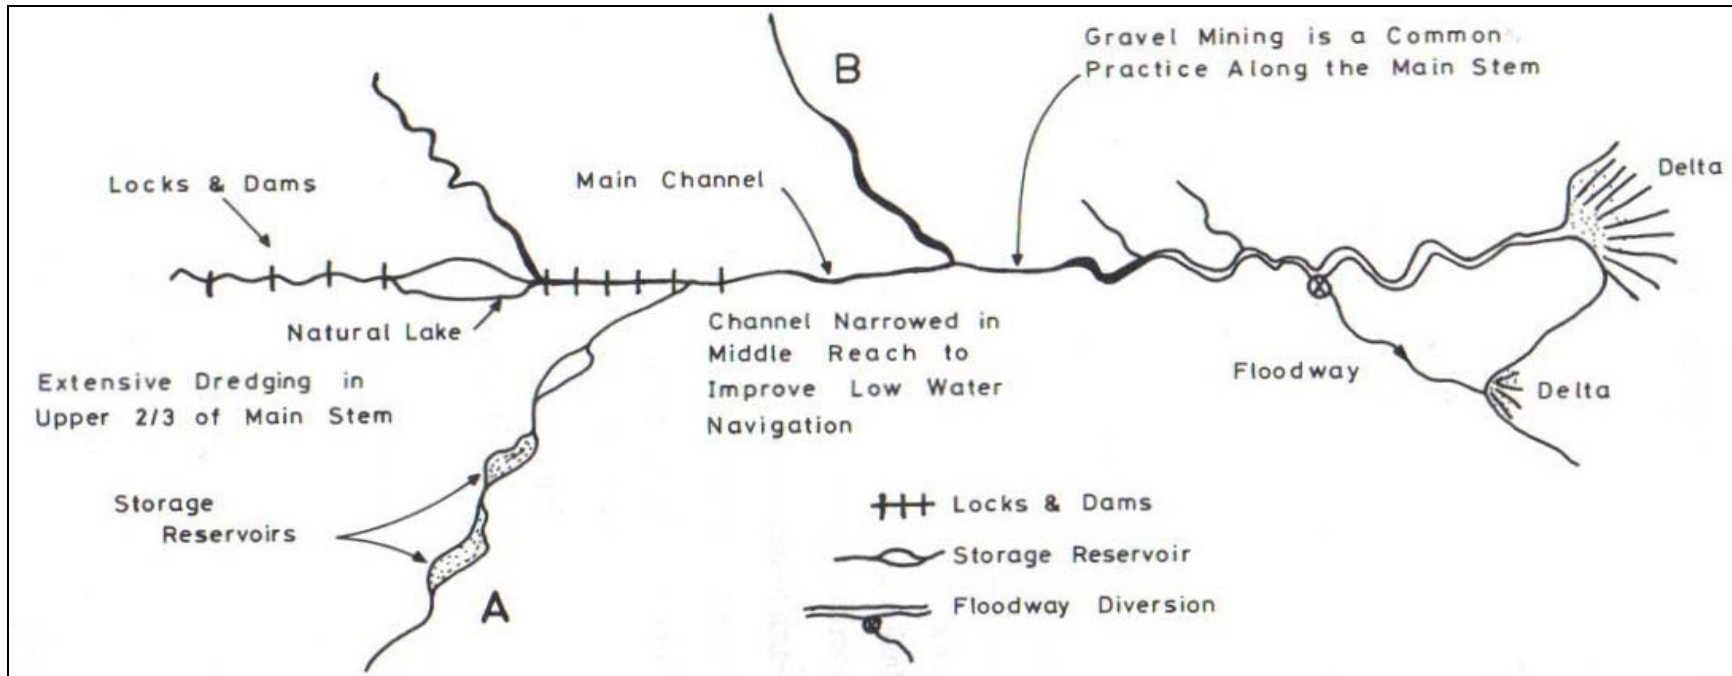 Gravel Mining is a Common
Practice Along the Main Stem
B
Delta
Locks & Dams
Main Channel
Natural Lake
Channel Narrowed in
Middle Reach to
Improve Low Water
Navigation
Floodway
Delta
Extensive Dredging in
Upper 2/3 of Main Stem
Storage
Reservoirs
A
Locks & Dams
Storage Reservoir
Floodway Diversion